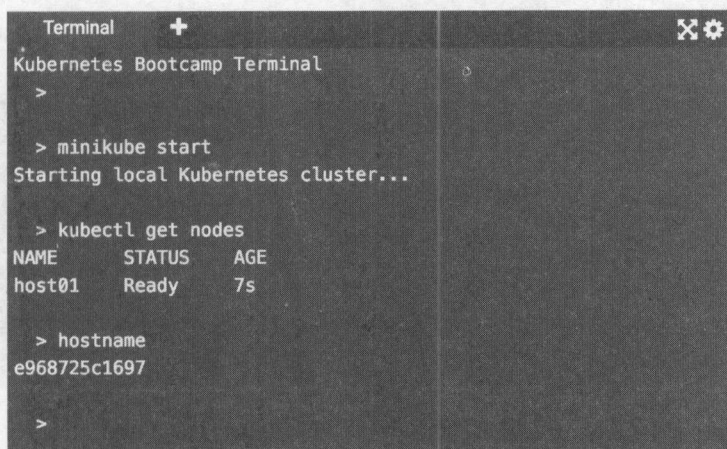 Terminal
Kubernetes Bootcamp Terminal
>
> minikube start
Starting local Kubernetes cluster...
> kubectl get nodes
NAME STATUS AGE
host01 Ready 7s
> hostname
e968725c1697
>